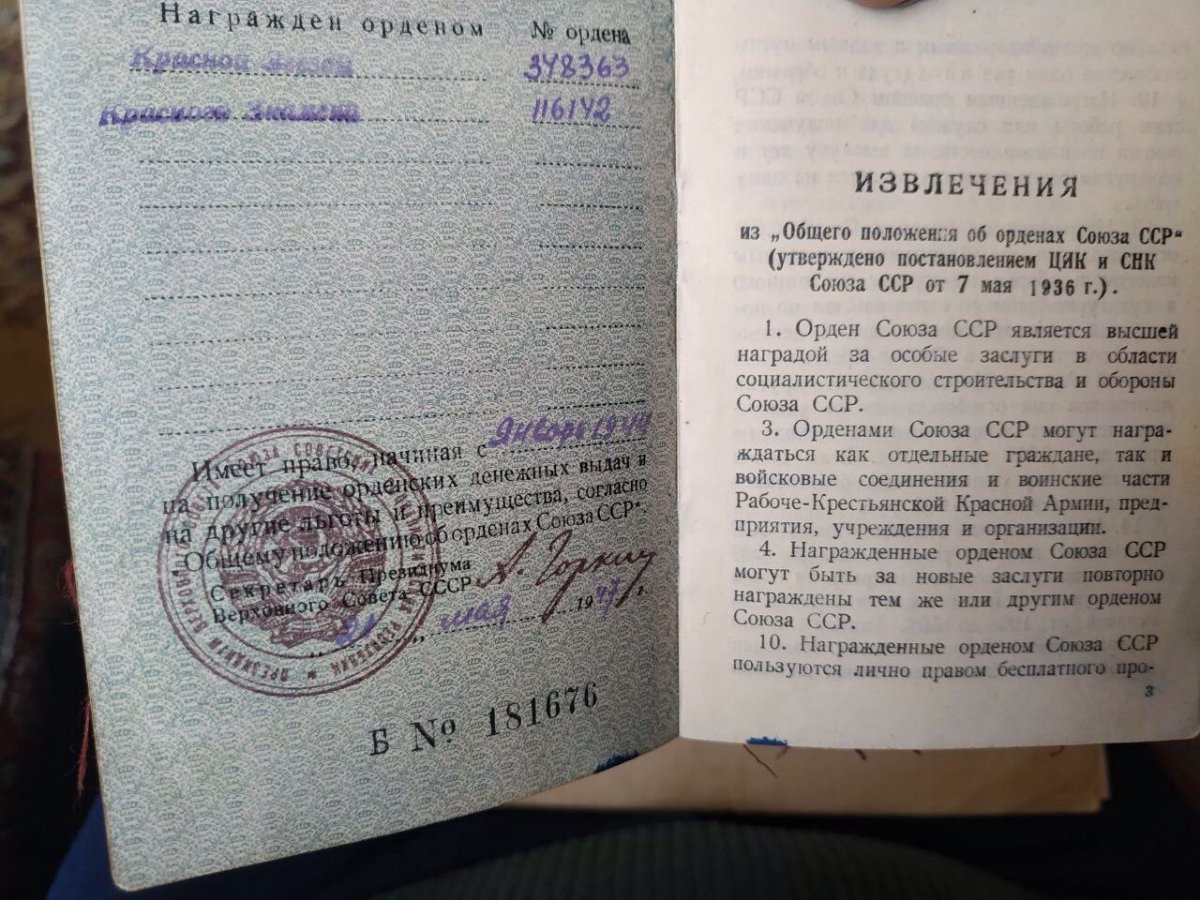 Награжден орденом № ордена
Красной Звезды 348363
Красного Знамени 116142
Имеет право, начиная с Января 1944
на получение орденских денежных выдач и
на другие льготы и преимущества, согласно
Общему положению об орденах Союза ССР".
Секретарь Президиума
Верховного Совета СССР А. Горкин
21 мая 1947 г.
Б № 181676
ИЗВЛЕЧЕНИЯ
из „Общего положения об орденах Союза ССР"
(утверждено постановлением ЦИК и СНК
Союза ССР от 7 мая 1936 г.).
1. Орден Союза ССР является высшей
наградой за особые заслуги в области
социалистического строительства и обороны
Союза ССР.
3. Орденами Союза ССР могут награ-
ждаться как отдельные граждане, так и
войсковые соединения и воинские части
Рабоче-Крестьянской Красной Армии, пред-
приятия, учреждения и организации.
4. Награжденные орденом Союза ССР
могут быть за новые заслуги повторно
награждены тем же или другим орденом
Союза ССР.
10. Награжденные орденом Союза ССР
пользуются лично правом бесплатного про-
3